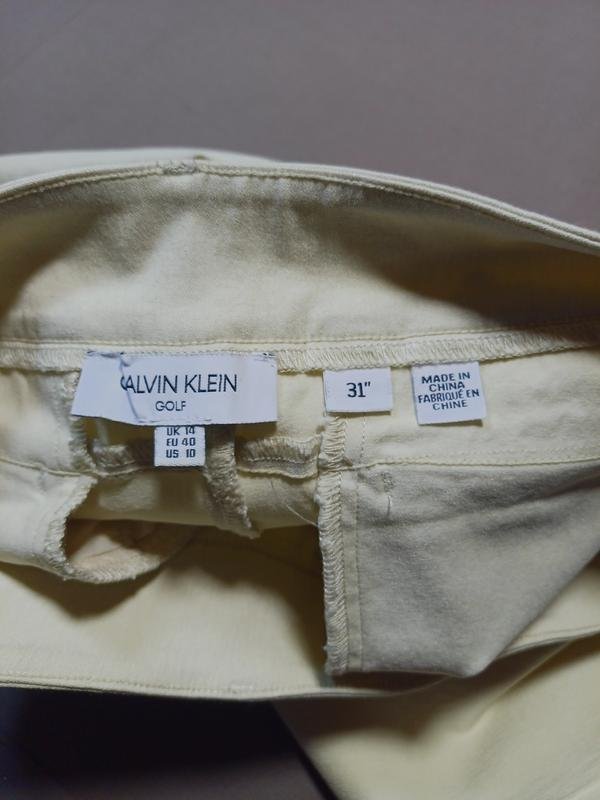 CALVIN KLEIN
GOLF
UK 14
EU 40
US 10
31"
MADE IN
CHINA
FABRIQUÉ EN
CHINE